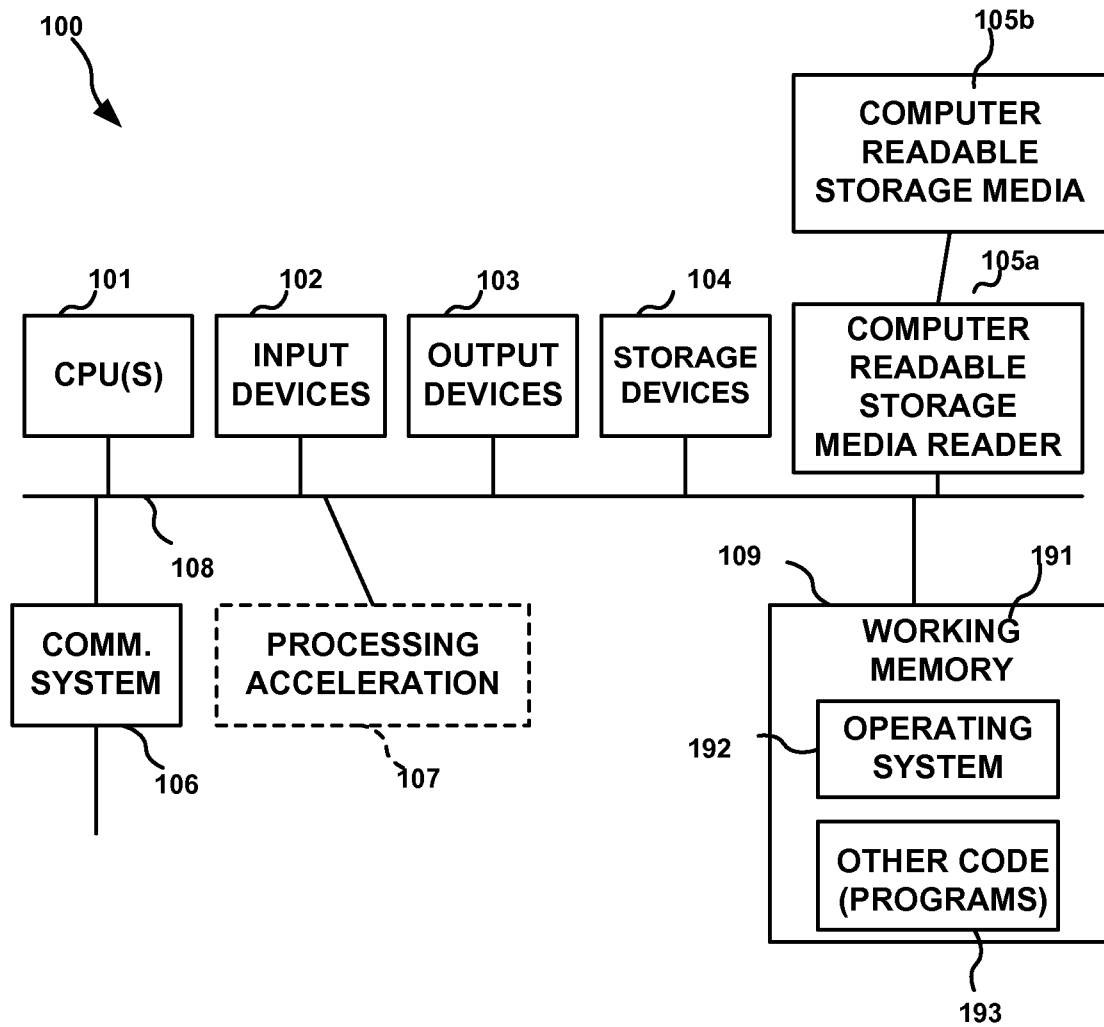 100
105b
COMPUTER
READABLE
STORAGE MEDIA
105a
101
102
103
104
CPU(S)
INPUT
DEVICES
OUTPUT
DEVICES
STORAGE
DEVICES
COMPUTER
READABLE
STORAGE
MEDIA READER
108
109
191
COMM.
SYSTEM
106
PROCESSING
ACCELERATION
107
WORKING
MEMORY
192
OPERATING
SYSTEM
OTHER CODE
(PROGRAMS)
193